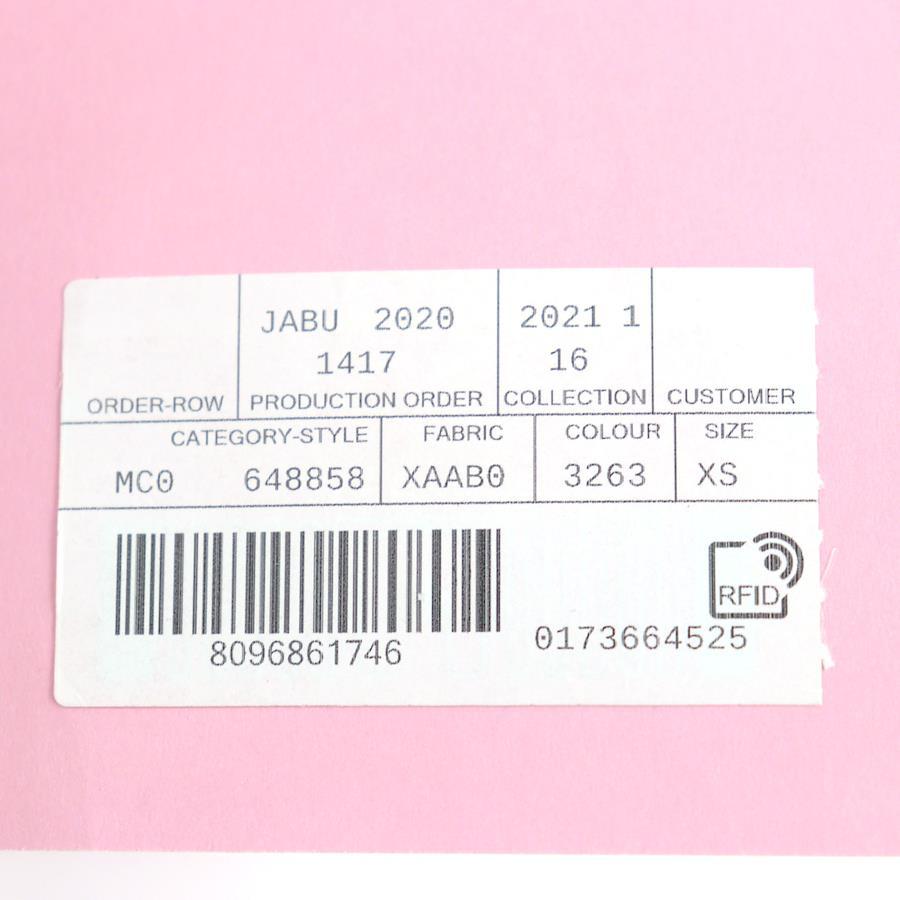 JABU 2020 2021 1
1417 16
ORDER-ROW PRODUCTION ORDER COLLECTION CUSTOMER
CATEGORY-STYLE FABRIC COLOUR SIZE
MC0 648858 XAAB0 3263 XS
RFID
8096861746 0173664525